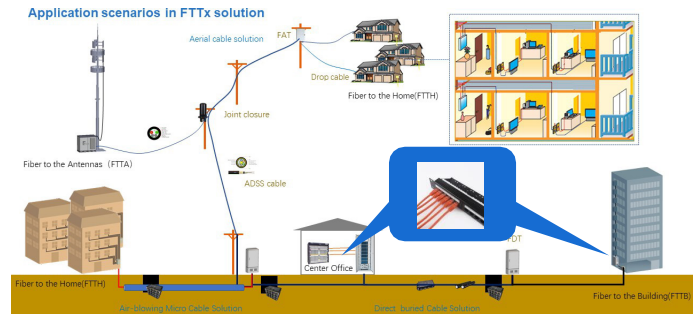 Application scenarios in FTTx solution
FAT
Aerial cable solution
Drop cable
Fiber to the Home(FTTH)
Joint closure
Fiber to the Antennas（FTTA）
ADSS cable
Center Office
DT
Fiber to the Home(FTTH)
Fiber to the Building(FTTB)
Air-blowing Micro Cable Solution
Direct buried Cable Solution